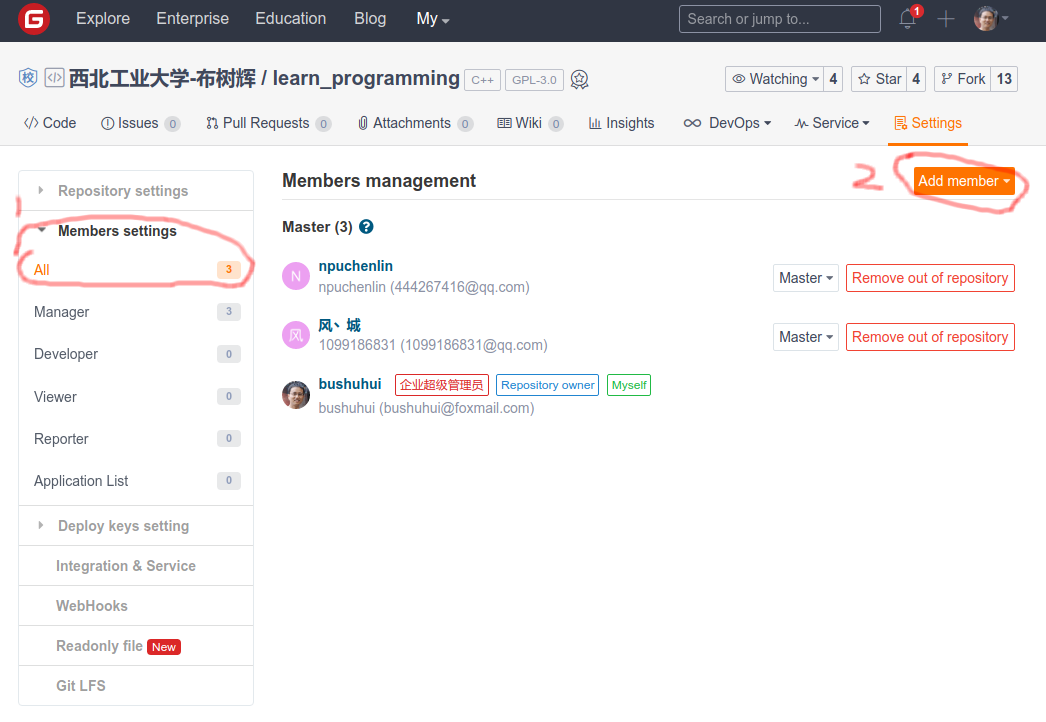 G Explore Enterprise Education Blog My Search or jump to... 1
校 西北工业大学-布树辉 / learn_programming C++ GPL-3.0 Watching 4 Star 4 Fork 13
Code Issues 0 Pull Requests 0 Attachments 0 Wiki 0 Insights DevOps Service Settings
Repository settings
1 Members settings
All 3
Manager 3
Developer 0
Viewer 0
Reporter 0
Application List 0
Deploy keys setting
Integration & Service
WebHooks
Readonly file New
Git LFS
Members management 2 Add member
Master (3) ?
N npuchenlin Master Remove out of repository
npuchenlin (444267416@qq.com)
风 风、城 Master Remove out of repository
1099186831 (1099186831@qq.com)
bushuhui 企业超级管理员 Repository owner Myself
bushuhui (bushuhui@foxmail.com)